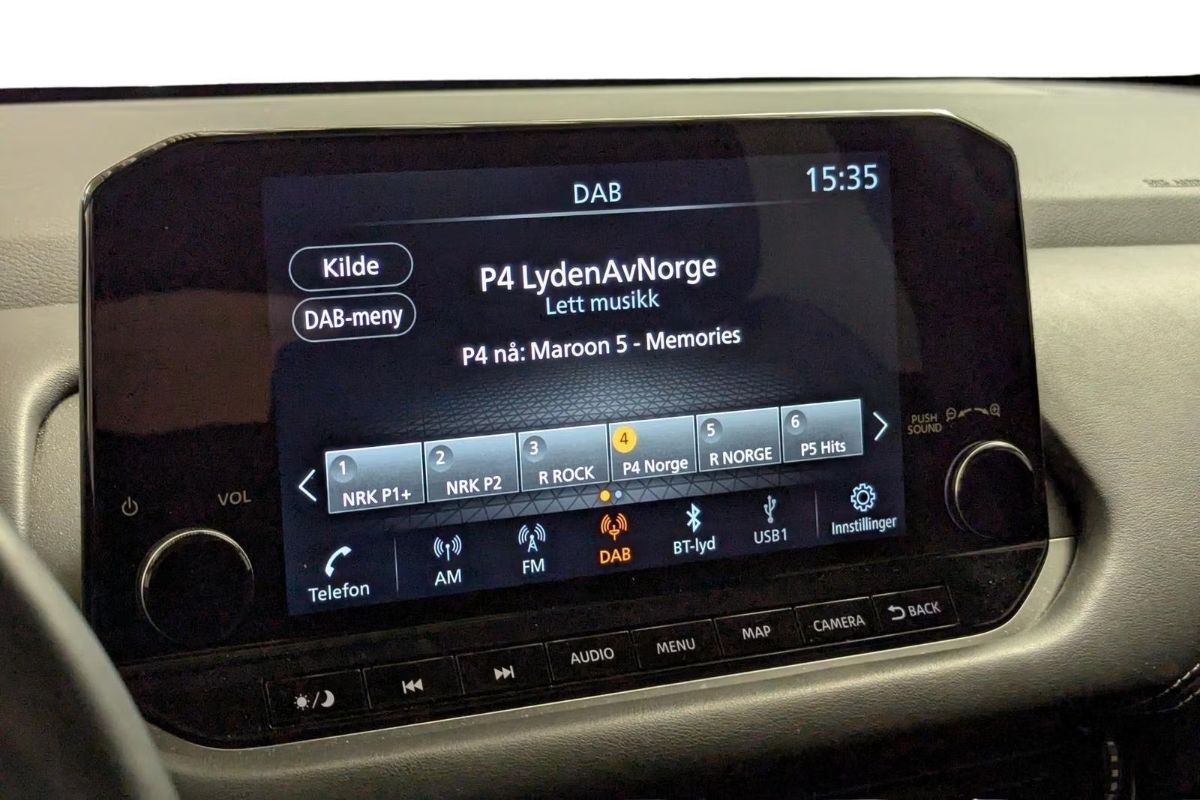 DAB
15:35
Kilde
DAB-meny
P4 LydenAvNorge
Lett musikk
P4 nå: Maroon 5 - Memories
1 NRK P1+
2 NRK P2
3 R ROCK
4 P4 Norge
5 R NORGE
6 P5 Hits
PUSH
SOUND
VOL
Telefon
AM
FM
DAB
BT-lyd
USB1
Innstillinger
AUDIO
MENU
MAP
CAMERA
BACK